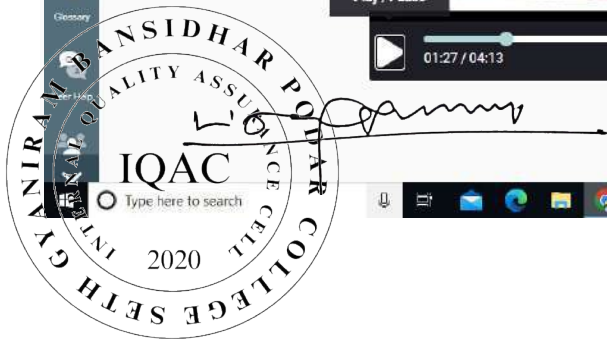 Glossary
01:27 / 04:13
SETH GYANIRAM BANSIDHAR PODAR COLLEGE
INTERNAL QUALITY ASSURANCE CELL
IQAC
Type here to search
2020